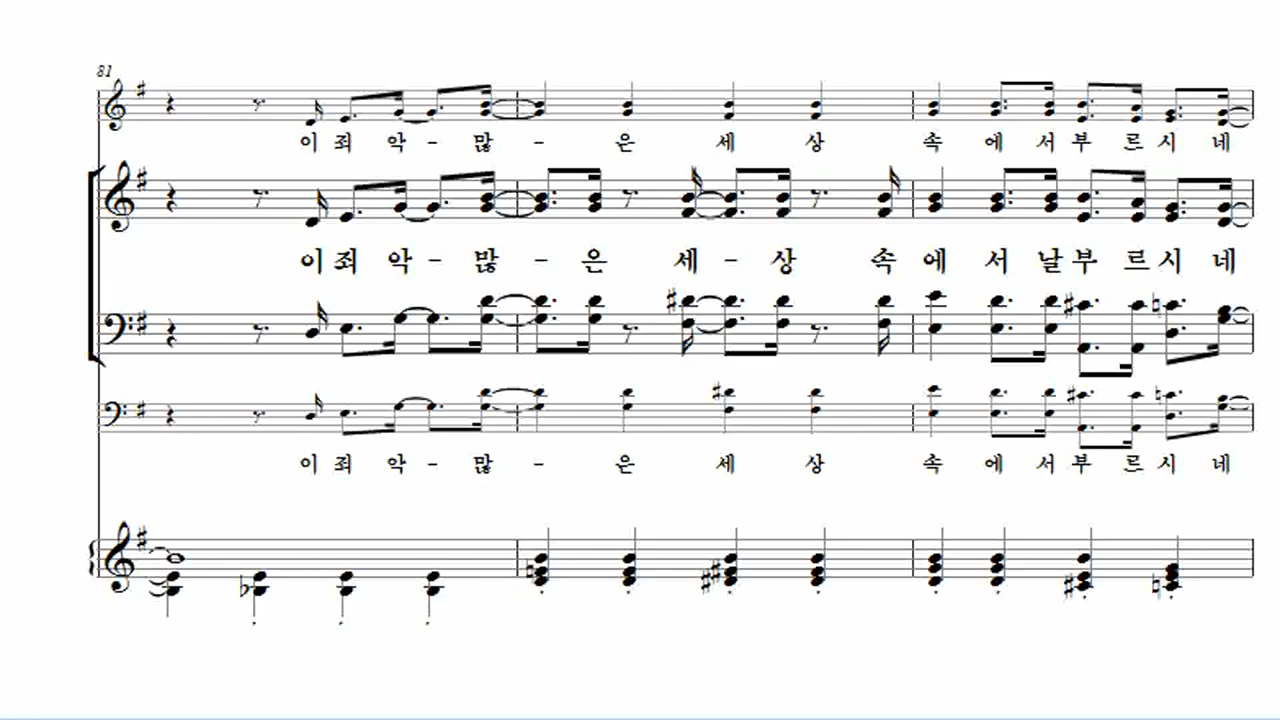 81
이 죄 악 - 많 - 은 세 상 속 에 서 부 르 시 네
이 죄 악 - 많 - 은 세 - 상 속 에 서 날 부 르 시 네
이 죄 악 - 많 - 은 세 상 속 에 서 부 르 시 네